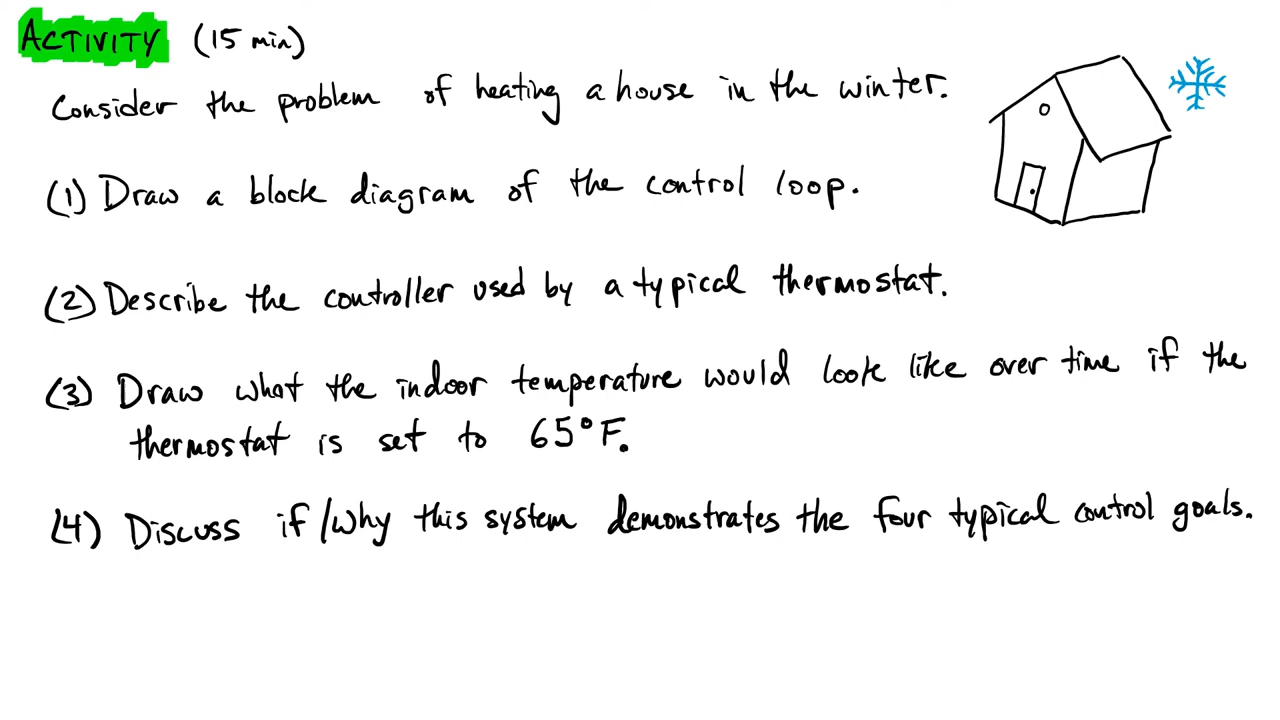 ACTIVITY (15 min)
Consider the problem of heating a house in the winter.
(1) Draw a block diagram of the control loop.
(2) Describe the controller used by a typical thermostat.
(3) Draw what the indoor temperature would look like over time if the
thermostat is set to 65°F.
(4) Discuss if/why this system demonstrates the four typical control goals.